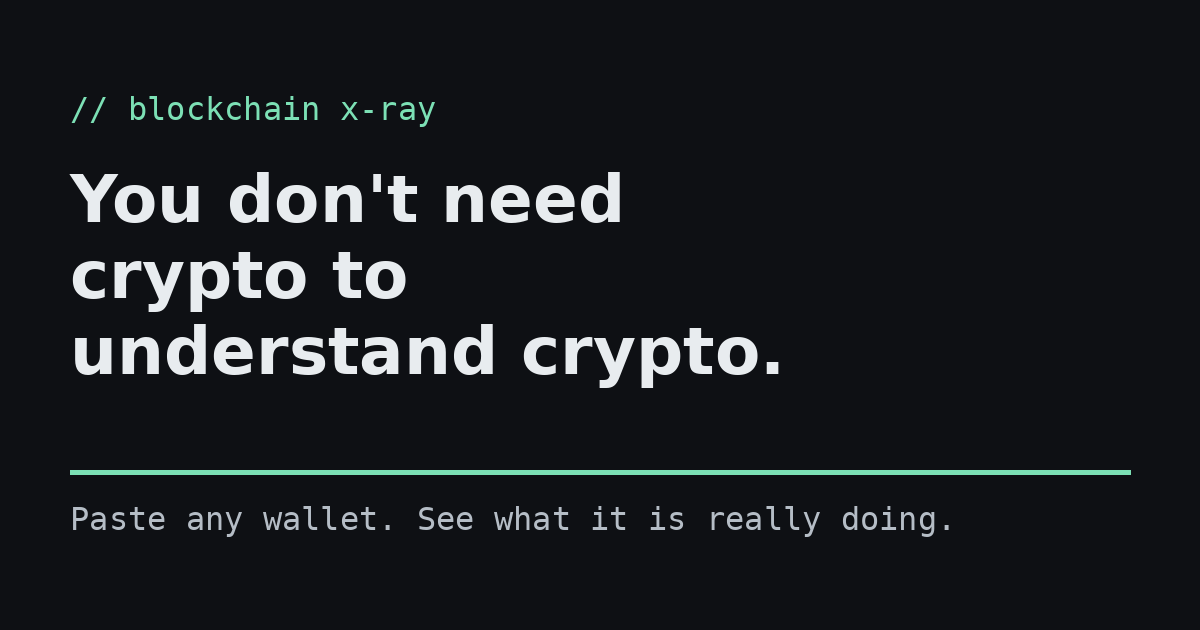 // blockchain x-ray
You don't need
crypto to
understand crypto.
Paste any wallet. See what it is really doing.